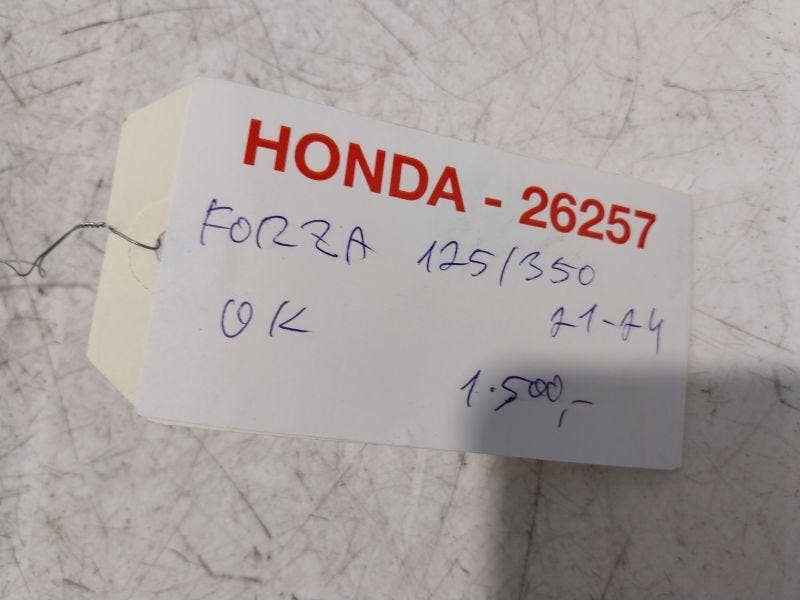 HONDA - 26257
FORZA 125/350
OK 21-24
1.500,-